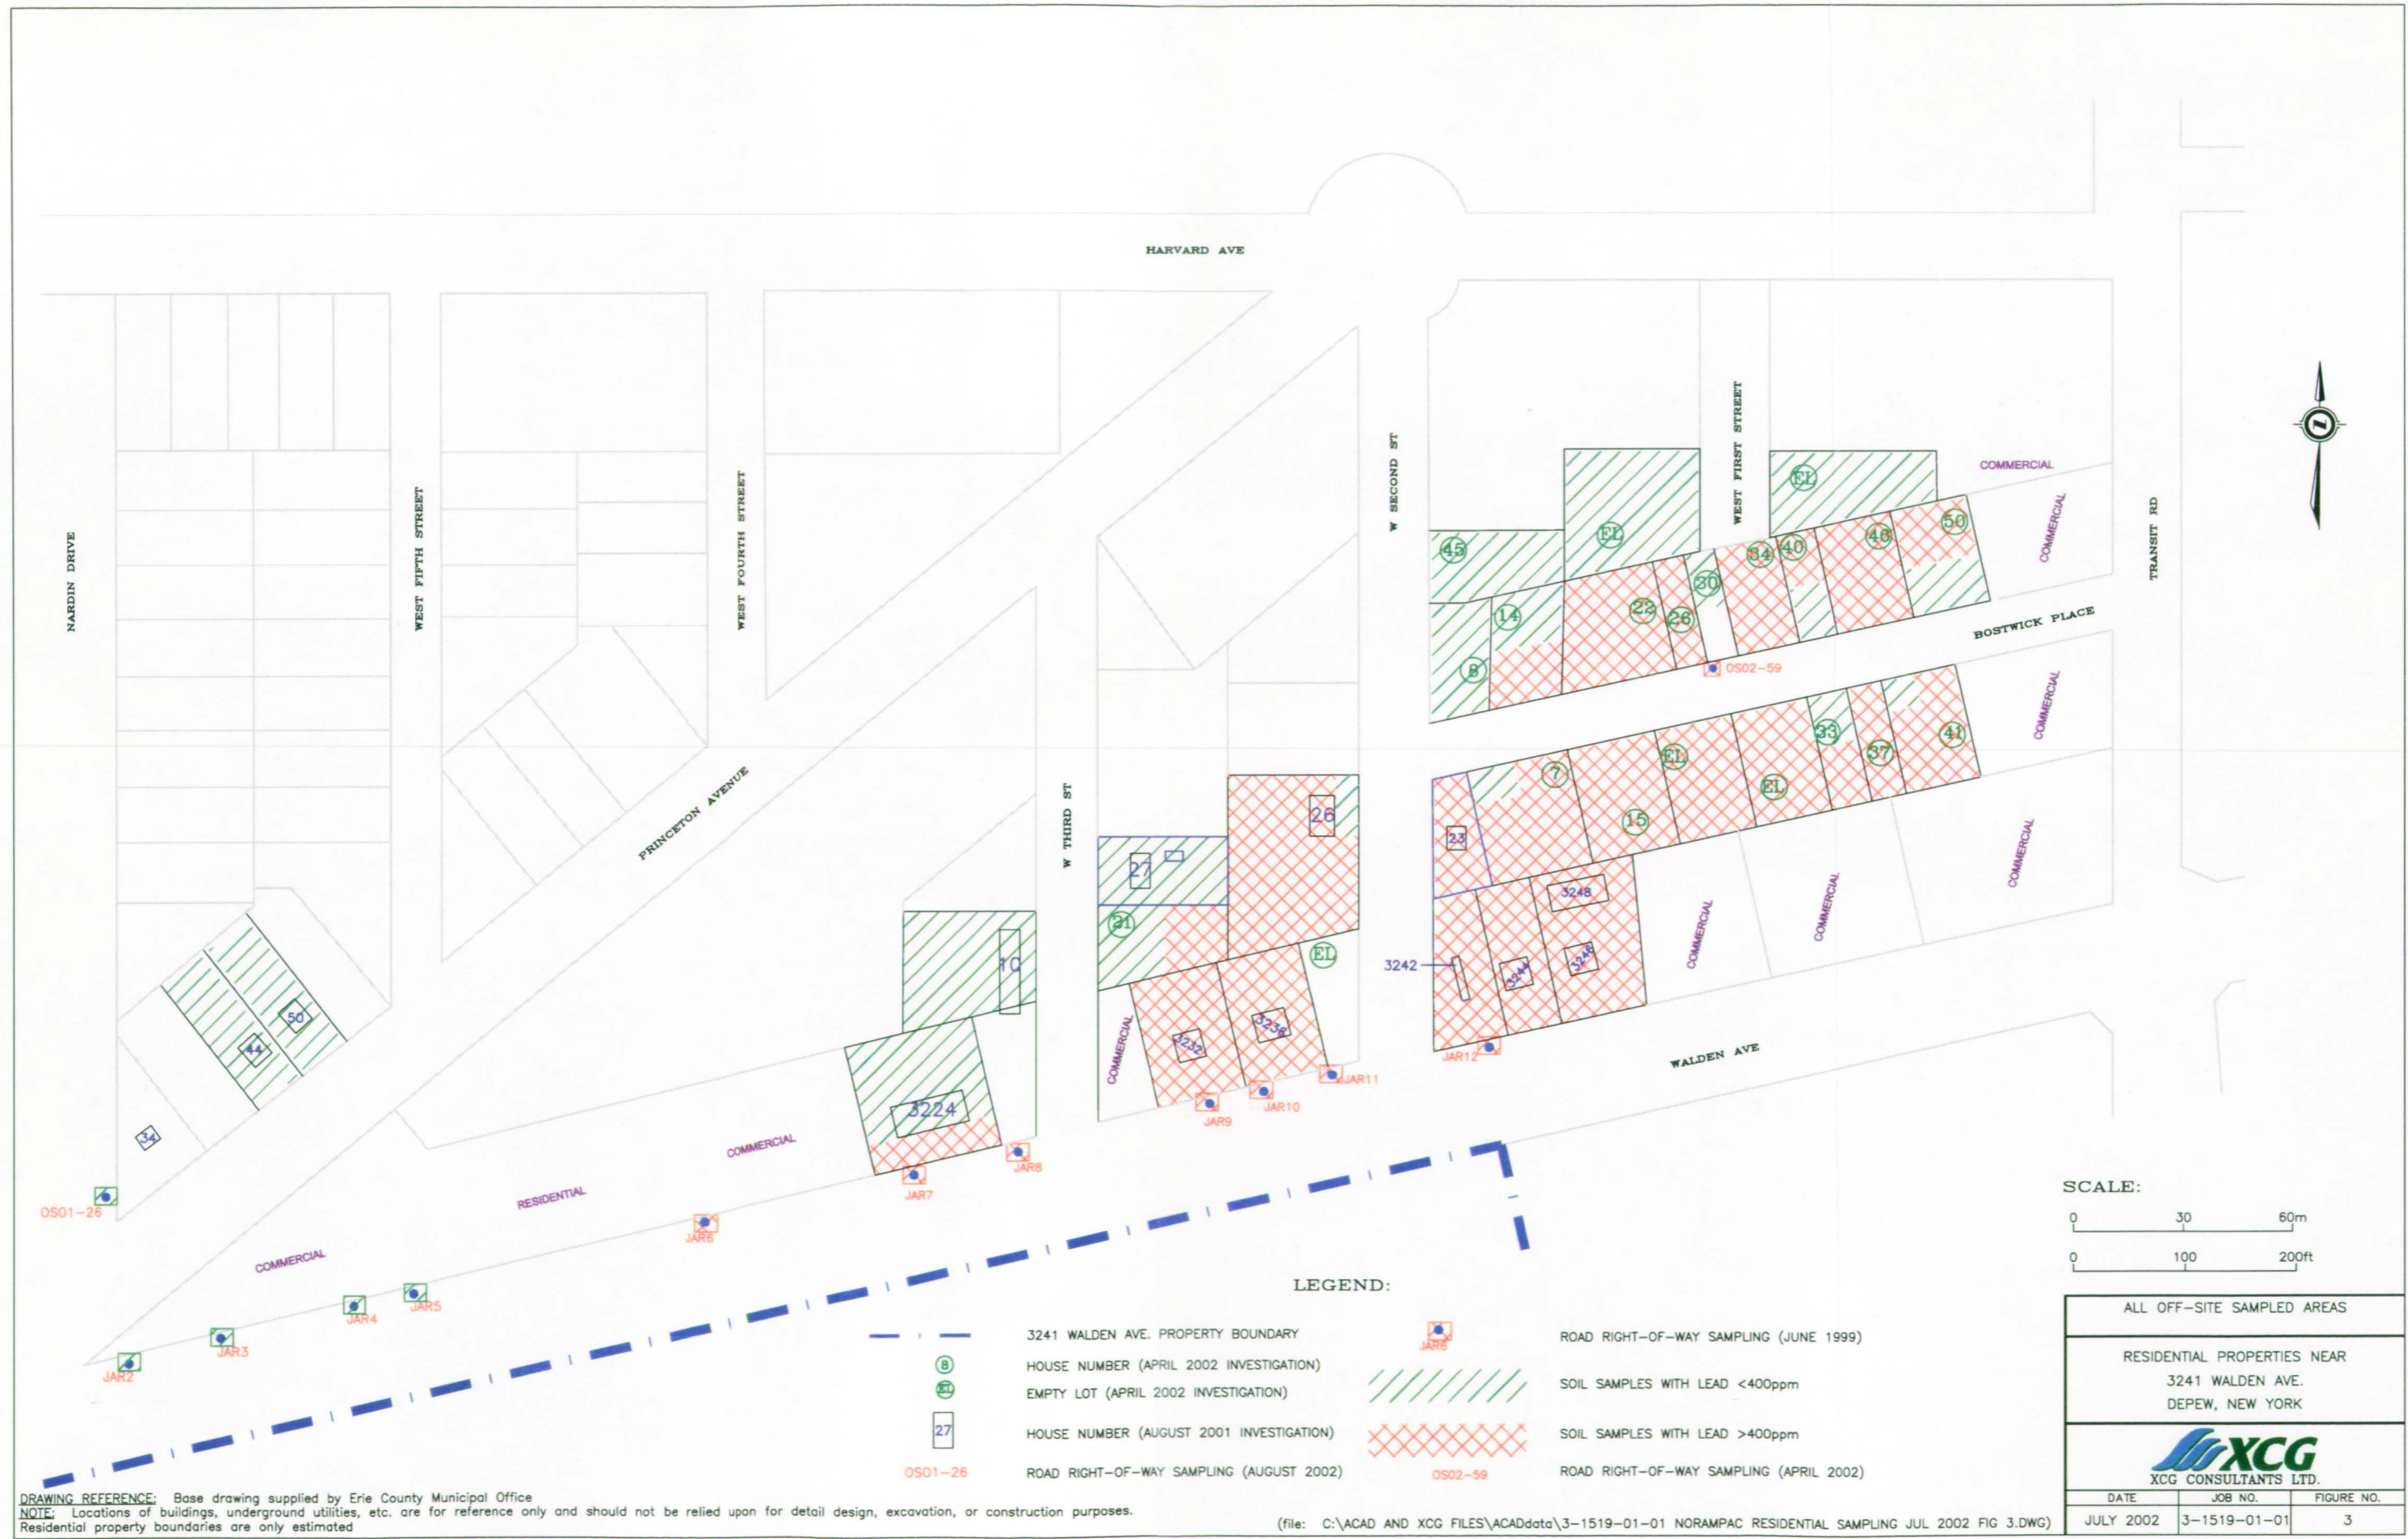 HARVARD AVE
NARDIN DRIVE
WEST FIFTH STREET
WEST FOURTH STREET
PRINCETON AVENUE
W THIRD ST
W SECOND ST
WEST FIRST STREET
TRANSIT RD
BOSTWICK PLACE
WALDEN AVE
COMMERCIAL
COMMERCIAL
EL
EL
45
14
8
22
26
30
34
40
46
50
OS02-59
COMMERCIAL
7
15
EL
EL
33
37
41
23
COMMERCIAL
COMMERCIAL
COMMERCIAL
3248
3246
3244
3242
JAR12
26
27
21
EL
COMMERCIAL
3232
3236
JAR9
JAR10
JAR11
10
3224
JAR7
JAR8
50
44
34
OS01-26
COMMERCIAL
RESIDENTIAL
COMMERCIAL
JAR6
JAR5
JAR4
JAR3
JAR2
SCALE:
0 30 60m
0 100 200ft
LEGEND:
3241 WALDEN AVE. PROPERTY BOUNDARY
8 HOUSE NUMBER (APRIL 2002 INVESTIGATION)
EL EMPTY LOT (APRIL 2002 INVESTIGATION)
27 HOUSE NUMBER (AUGUST 2001 INVESTIGATION)
OS01-26 ROAD RIGHT-OF-WAY SAMPLING (AUGUST 2002)
JAR6 ROAD RIGHT-OF-WAY SAMPLING (JUNE 1999)
SOIL SAMPLES WITH LEAD <400ppm
SOIL SAMPLES WITH LEAD >400ppm
OS02-59 ROAD RIGHT-OF-WAY SAMPLING (APRIL 2002)
ALL OFF-SITE SAMPLED AREAS
RESIDENTIAL PROPERTIES NEAR
3241 WALDEN AVE.
DEPEW, NEW YORK
XCG
XCG CONSULTANTS LTD.
DATE JOB NO. FIGURE NO.
JULY 2002 3-1519-01-01 3
DRAWING REFERENCE: Base drawing supplied by Erie County Municipal Office
NOTE: Locations of buildings, underground utilities, etc. are for reference only and should not be relied upon for detail design, excavation, or construction purposes.
Residential property boundaries are only estimated
(file: C:\ACAD AND XCG FILES\ACADdata\3-1519-01-01 NORAMPAC RESIDENTIAL SAMPLING JUL 2002 FIG 3.DWG)